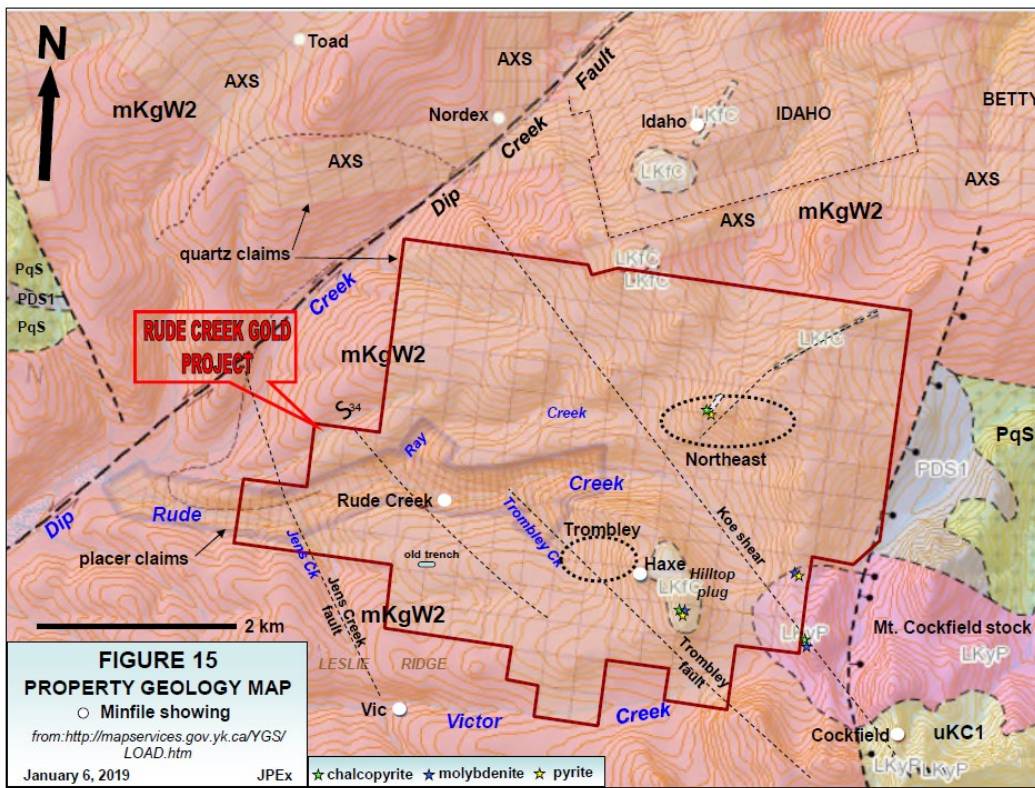 N
Toad
AXS
AXS
mKgW2
Nordex
Fault
Creek
Dip
Idaho
LKfC
IDAHO
BETTY
LKfC
AXS
AXS
AXS
mKgW2
quartz claims
PqS
PDS1
PqS
Creek
LKfC
LKfC
RUDE CREEK GOLD
PROJECT
mKgW2
LKfC
S34
Ray
Creek
Northeast
PqS
PDS1
Rude Creek
Creek
Dip
Rude
Trombley Ck
Trombley
Koe shear
placer claims
Jens Ck
old trench
Haxe
LKfC
Hilltop
plug
Jens Creek
fault
mKgW2
2 km
LKyP
Mt. Cockfield stock
LKyP
LESLIE RIDGE
Trombley
fault
Vic
Victor
Creek
Cockfield
uKC1
LKyP
LKyP
FIGURE 15
PROPERTY GEOLOGY MAP
Minfile showing
from:http://mapservices.gov.yk.ca/YGS/
LOAD.htm
January 6, 2019 JPEx
chalcopyrite molybdenite pyrite